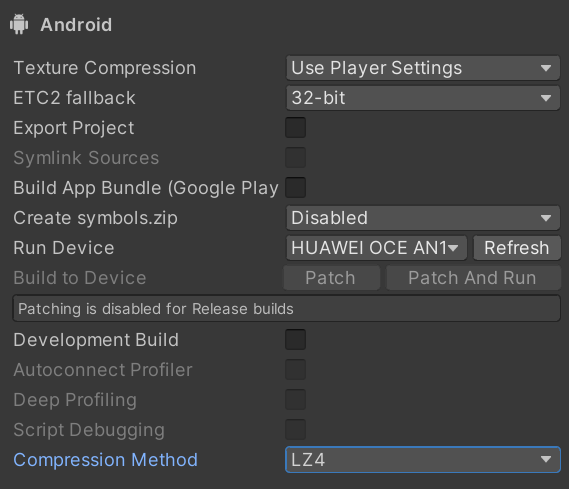 Android
Texture Compression Use Player Settings
ETC2 fallback 32-bit
Export Project
Symlink Sources
Build App Bundle (Google Play
Create symbols.zip Disabled
Run Device HUAWEI OCE AN1 Refresh
Build to Device Patch Patch And Run
Patching is disabled for Release builds
Development Build
Autoconnect Profiler
Deep Profiling
Script Debugging
Compression Method LZ4